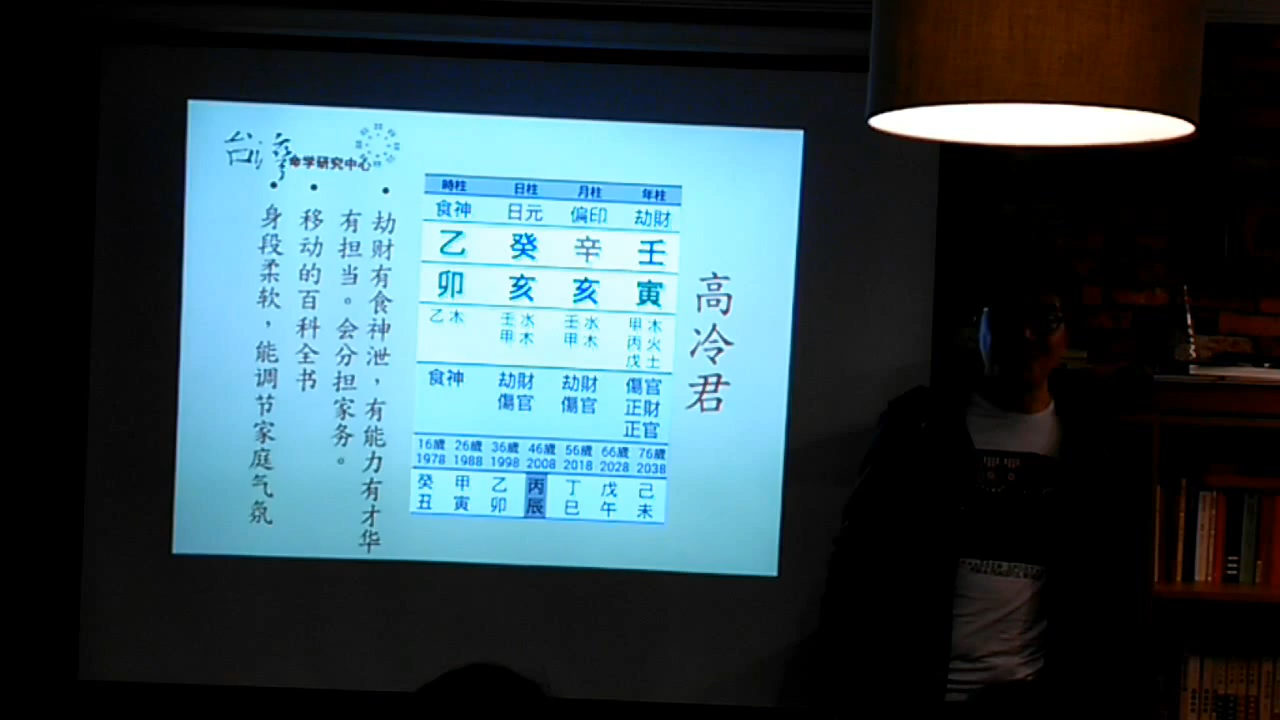 台湾命学研究中心
高冷君
時柱 日柱 月柱 年柱
食神 日元 偏印 劫財
乙 癸 辛 壬
卯 亥 亥 寅
乙木 壬水 壬水 甲木
甲木 甲木 丙火
戊土
食神 劫財 劫財 傷官
傷官 傷官 正財
正官
16歲 26歲 36歲 46歲 56歲 66歲 76歲
1978 1988 1998 2008 2018 2028 2038
癸 甲 乙 丙 丁 戊 己
丑 寅 卯 辰 巳 午 未
• 劫财有食神泄，有能力有才华
有担当。会分担家务。
• 移动的百科全书
• 身段柔软，能调节家庭气氛